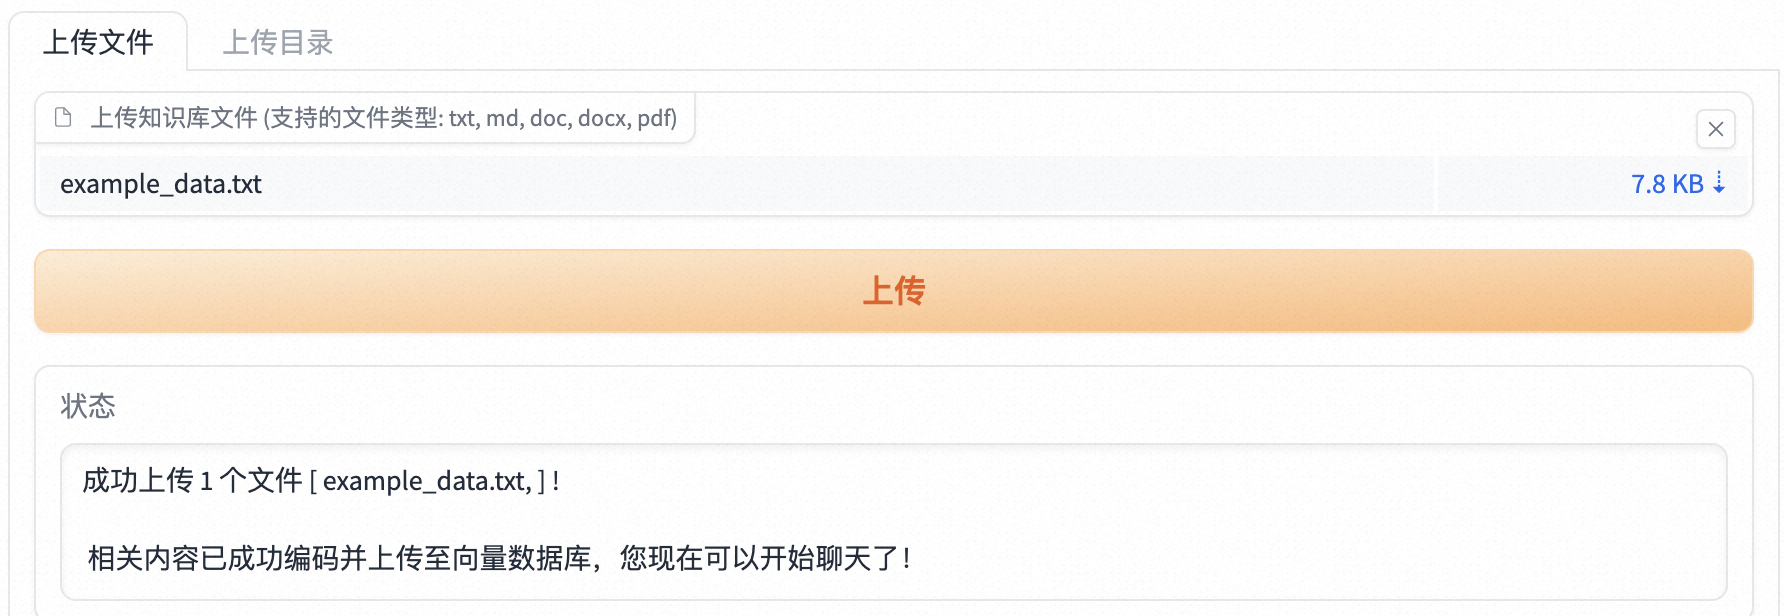 上传文件 上传目录
上传知识库文件 (支持的文件类型: txt, md, doc, docx, pdf)
example_data.txt 7.8 KB ⇣
上传
状态
成功上传 1 个文件 [ example_data.txt, ] !
相关内容已成功编码并上传至向量数据库，您现在可以开始聊天了！